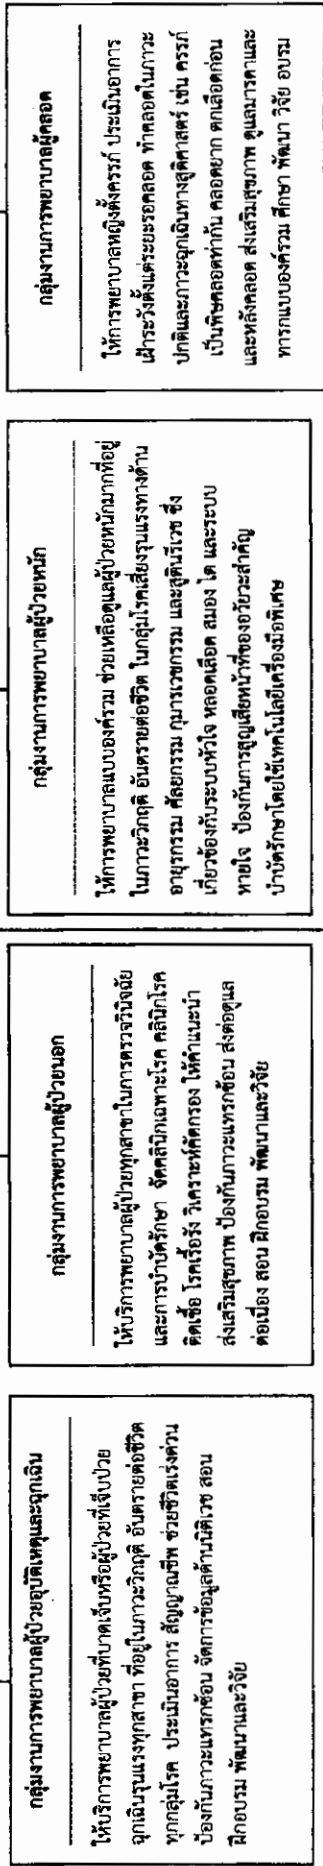 กลุ่มงานการพยาบาลผู้ป่วยอุบัติเหตุและฉุกเฉิน
ให้บริการพยาบาลผู้ป่วยที่บาดเจ็บหรือผู้ป่วยที่เจ็บป่วย
ฉุกเฉินรุนแรงทุกสาขา ที่อยู่ในภาวะวิกฤติ อันตรายต่อชีวิต
ทุกกลุ่มโรค ประเมินอาการ สัญญาณชีพ ช่วยชีวิตเร่งด่วน
ป้องกันภาวะแทรกซ้อน จัดการข้อมูลด้านนิติเวช สอน
ฝึกอบรม พัฒนาและวิจัย
กลุ่มงานการพยาบาลผู้ป่วยนอก
ให้บริการพยาบาลผู้ป่วยทุกสาขาในการตรวจวินิจฉัย
และการบำบัดรักษา จัดคลินิกเฉพาะโรค คลินิกโรค
ติดเชื้อ โรคเรื้อรัง วิเคราะห์คัดกรอง ให้คำแนะนำ
ส่งเสริมสุขภาพ ป้องกันภาวะแทรกซ้อน ส่งต่อดูแล
ต่อเนื่อง สอน ฝึกอบรม พัฒนาและวิจัย
กลุ่มงานการพยาบาลผู้ป่วยหนัก
ให้การพยาบาลแบบองค์รวม ช่วยเหลือดูแลผู้ป่วยหนักมากที่อยู่
ในภาวะวิกฤติ อันตรายต่อชีวิต ในกลุ่มโรคเสี่ยงรุนแรงทางด้าน
อายุรกรรม ศัลยกรรม กุมารเวชกรรม และสูตินรีเวช ซึ่ง
เกี่ยวข้องกับระบบหัวใจ หลอดเลือด สมอง ไต และระบบ
หายใจ ป้องกันการสูญเสียหน้าที่ของอวัยวะสำคัญ
บำบัดรักษาโดยใช้เทคโนโลยีเครื่องมือพิเศษ
กลุ่มงานการพยาบาลผู้คลอด
ให้การพยาบาลหญิงตั้งครรภ์ ประเมินอาการ
เฝ้าระวังตั้งแต่ระยะรอคลอด ทำคลอดในภาวะ
ปกติและภาวะฉุกเฉินทางสูติศาสตร์ เช่น ครรภ์
เป็นพิษคลอดท่าก้น คลอดยาก ตกเลือดก่อน
และหลังคลอด ส่งเสริมสุขภาพ ดูแลมารดาและ
ทารกแบบองค์รวม ศึกษา พัฒนา วิจัย อบรม